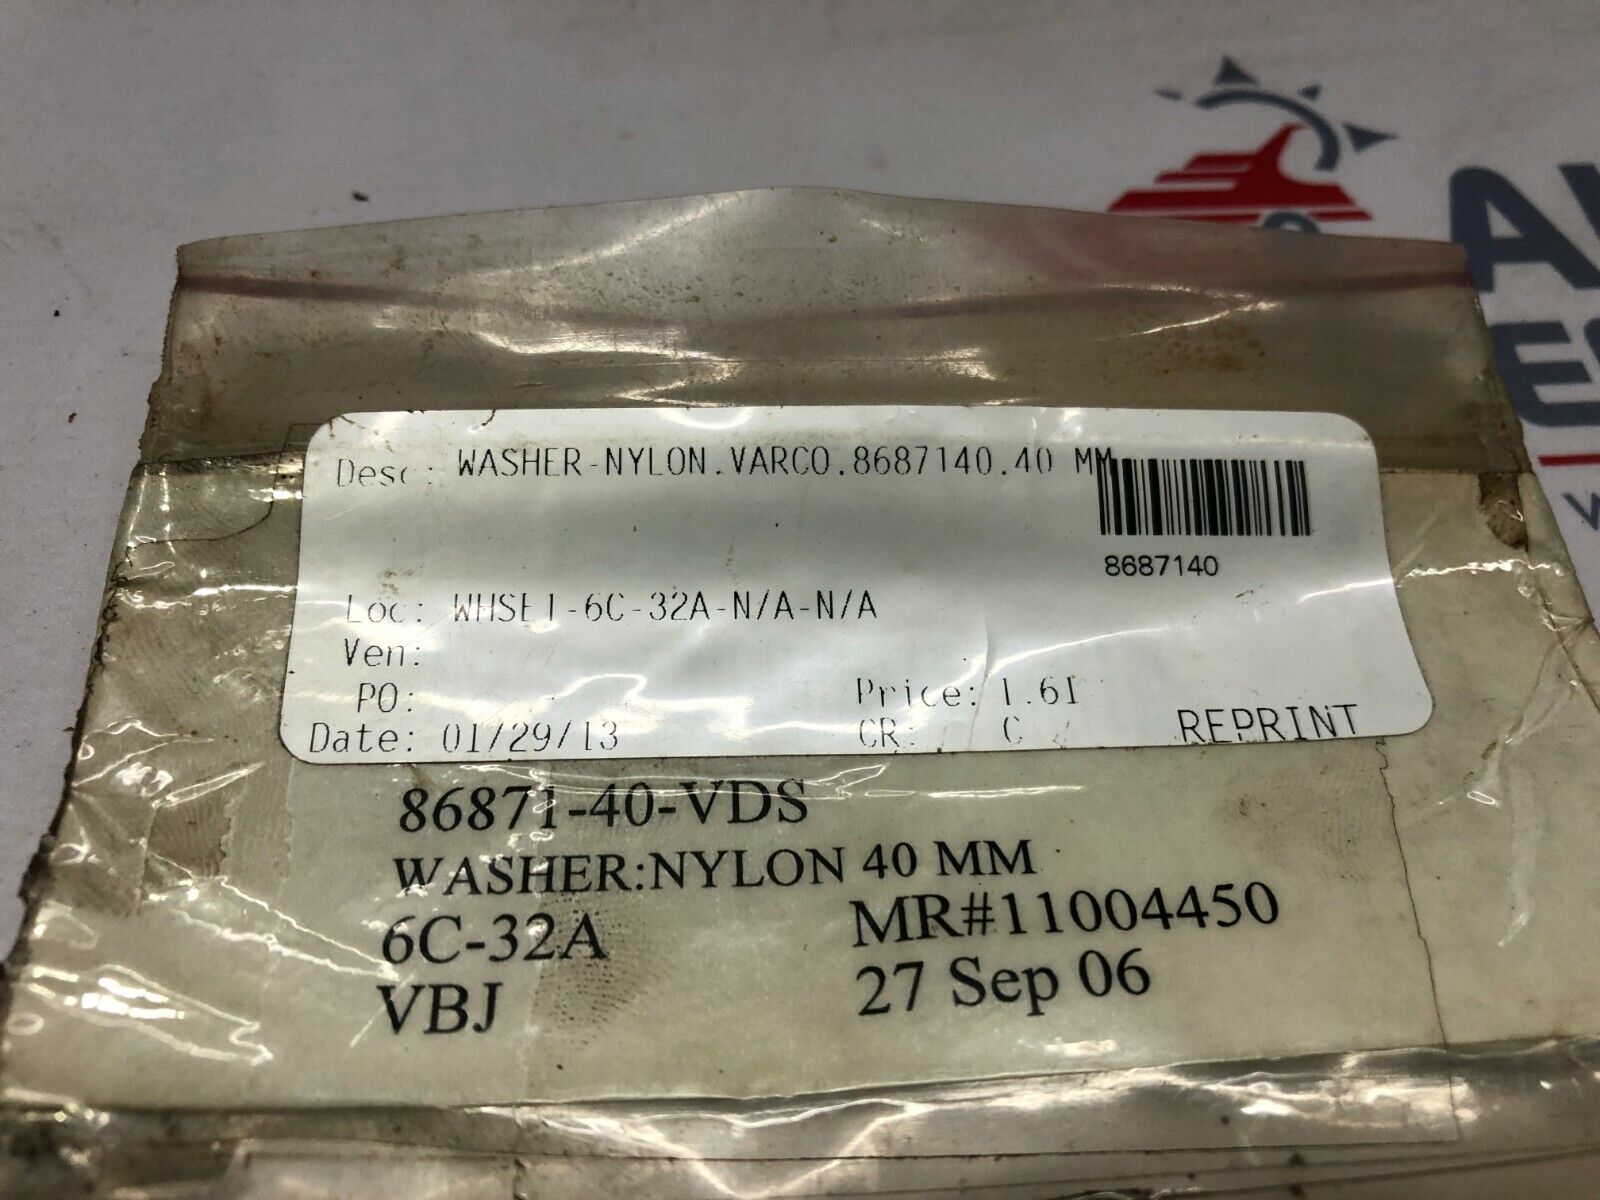 Desc: WASHER-NYLON.VARCO.8687140.40 MM
8687140
Loc: WHSE1-6C-32A-N/A-N/A
Ven:
PO:
Price: 1.61
Date: 01/29/13
CR: C
REPRINT
86871-40-VDS
WASHER:NYLON 40 MM
6C-32A
MR#11004450
VBJ
27 Sep 06